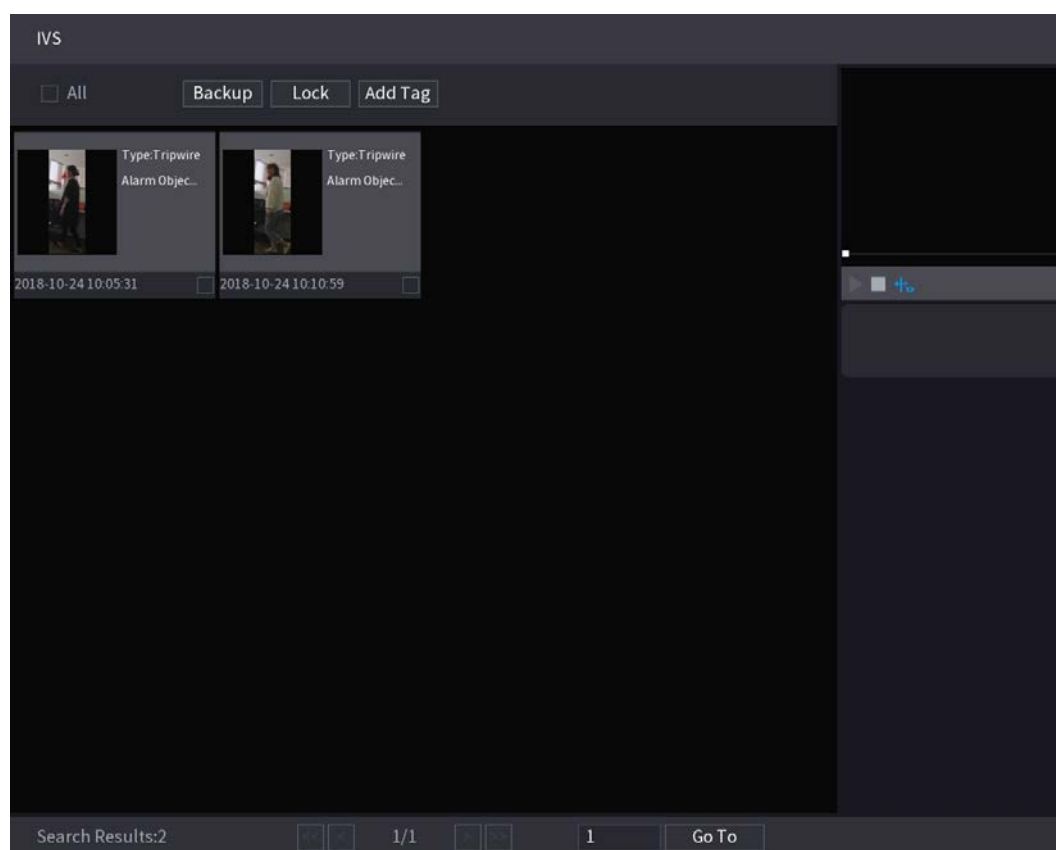 IVS
All Backup Lock Add Tag
Type:Tripwire
Alarm Objec...
2018-10-24 10:05:31
Type:Tripwire
Alarm Objec...
2018-10-24 10:10:59
Search Results:2 << < 1/1 > >> 1 Go To